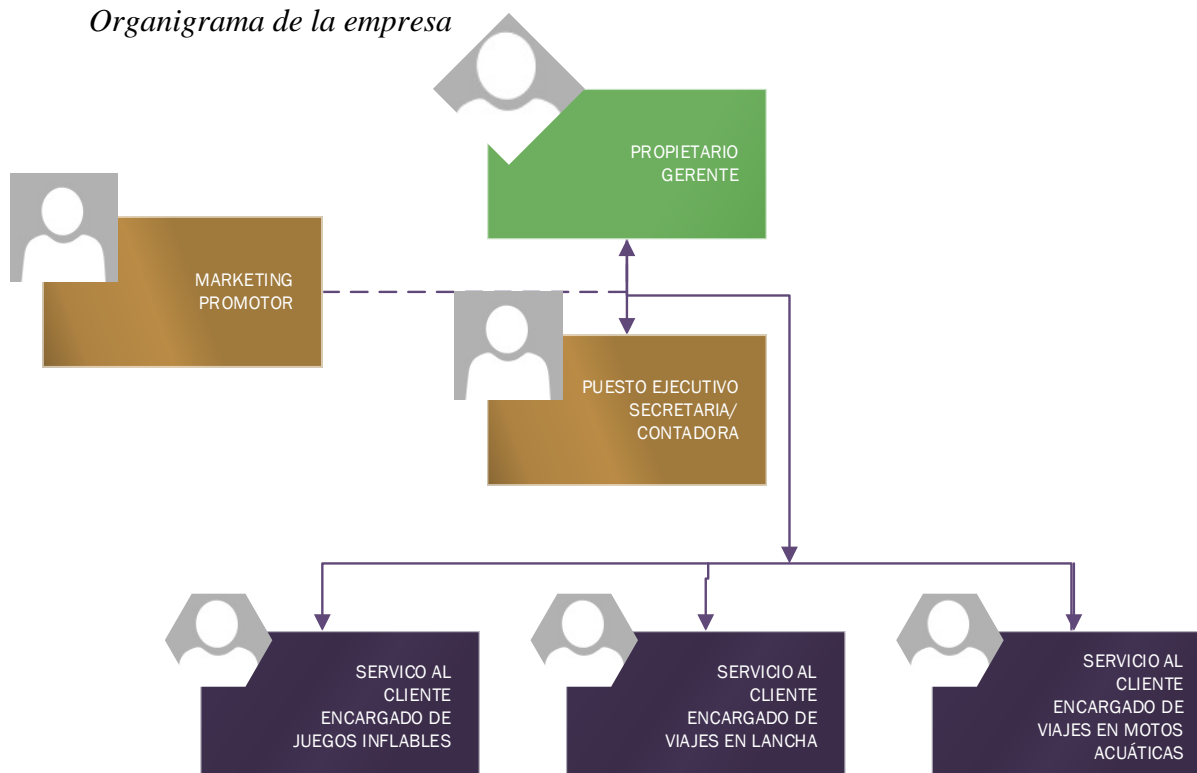 Organigrama de la empresa
PROPIETARIO
GERENTE
MARKETING
PROMOTOR
PUESTO EJECUTIVO
SECRETARIA/
CONTADORA
SERVICO AL
CLIENTE
ENCARGADO DE
JUEGOS INFLABLES
SERVICIO AL
CLIENTE
ENCARGADO DE
VIAJES EN LANCHA
SERVICIO AL
CLIENTE
ENCARGADO DE
VIAJES EN MOTOS
ACUÁTICAS